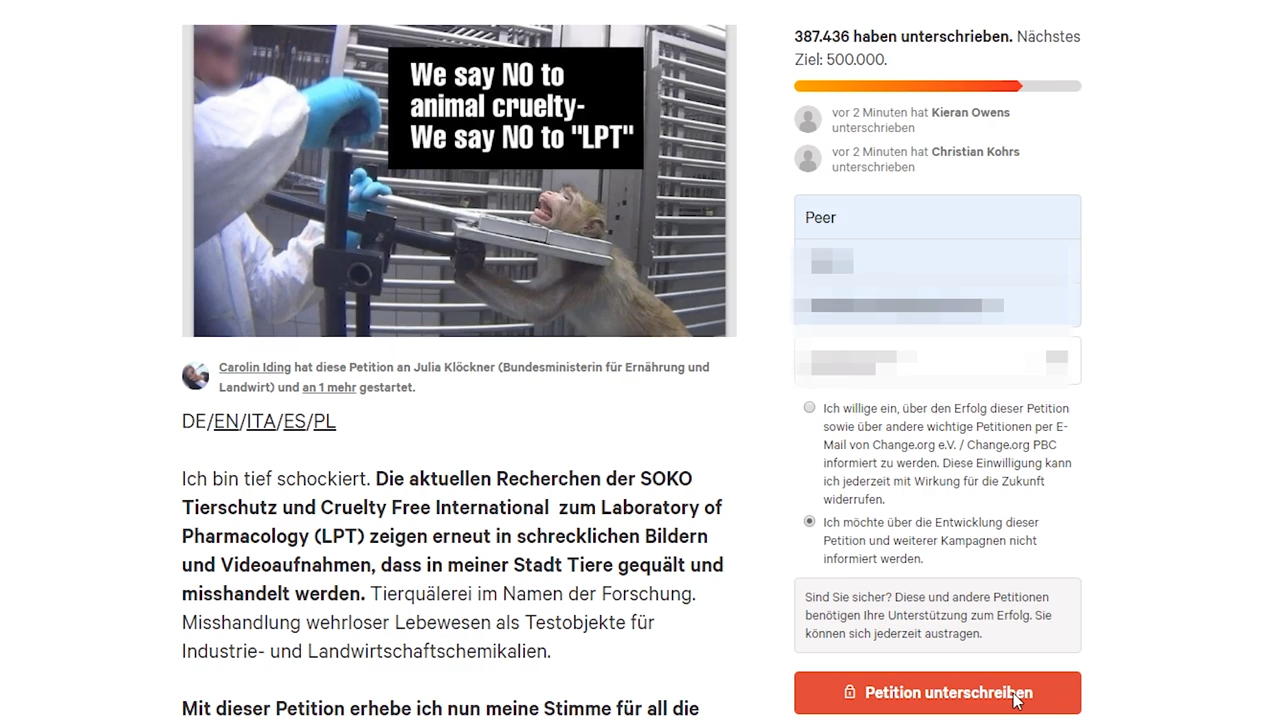 We say NO to
animal cruelty-
We say NO to "LPT"
Carolin Iding hat diese Petition an Julia Klöckner (Bundesministerin für Ernährung und
Landwirt) und an 1 mehr gestartet.
DE/EN/ITA/ES/PL
Ich bin tief schockiert. Die aktuellen Recherchen der SOKO
Tierschutz und Cruelty Free International zum Laboratory of
Pharmacology (LPT) zeigen erneut in schrecklichen Bildern
und Videoaufnahmen, dass in meiner Stadt Tiere gequält und
misshandelt werden. Tierquälerei im Namen der Forschung.
Misshandlung wehrloser Lebewesen als Testobjekte für
Industrie- und Landwirtschaftschemikalien.
Mit dieser Petition erhebe ich nun meine Stimme für all die
387.436 haben unterschrieben. Nächstes
Ziel: 500.000.
vor 2 Minuten hat Kieran Owens
unterschrieben
vor 2 Minuten hat Christian Kohrs
unterschrieben
Peer
Ich willige ein, über den Erfolg dieser Petition
sowie über andere wichtige Petitionen per E-
Mail von Change.org e.V. / Change.org PBC
informiert zu werden. Diese Einwilligung kann
ich jederzeit mit Wirkung für die Zukunft
widerrufen.
Ich möchte über die Entwicklung dieser
Petition und weiterer Kampagnen nicht
informiert werden.
Sind Sie sicher? Diese und andere Petitionen
benötigen Ihre Unterstützung zum Erfolg. Sie
können sich jederzeit austragen.
Petition unterschreiben